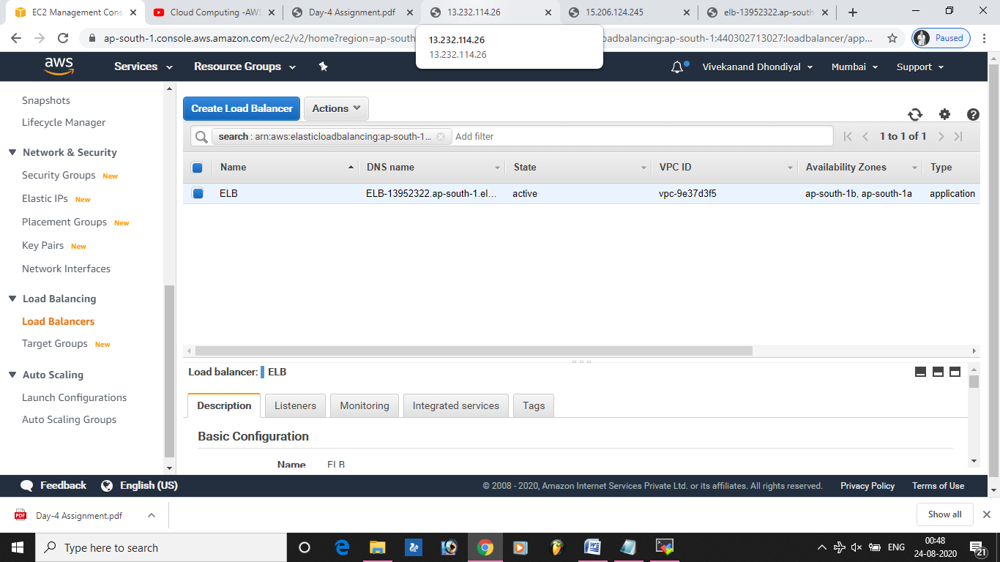 EC2 Management Cons
Cloud Computing -AWS
Day-4 Assignment.pdf
13.232.114.26
15.206.124.245
elb-13952322.ap-south
ap-south-1.console.aws.amazon.com/ec2/v2/home?region=ap-south
oadbalancing:ap-south-1:440302713027:loadbalancer/app...
Paused
13.232.114.26
13.232.114.26
aws
Services
Resource Groups
Vivekanand Dhondiyal
Mumbai
Support
Snapshots
Lifecycle Manager
Network & Security
Security Groups New
Elastic IPs New
Placement Groups New
Key Pairs New
Network Interfaces
Load Balancing
Load Balancers
Target Groups New
Auto Scaling
Launch Configurations
Auto Scaling Groups
Create Load Balancer
Actions
search : arn:aws:elasticloadbalancing:ap-south-1...
Add filter
1 to 1 of 1
Name DNS name State VPC ID Availability Zones Type
ELB ELB-13952322.ap-south-1.el... active vpc-9e37d3f5 ap-south-1b, ap-south-1a application
Load balancer: ELB
Description Listeners Monitoring Integrated services Tags
Basic Configuration
Name ELB
Feedback
English (US)
© 2008 - 2020, Amazon Internet Services Private Ltd. or its affiliates. All rights reserved.
Privacy Policy
Terms of Use
Day-4 Assignment.pdf
Show all
Type here to search
ENG
00:48
24-08-2020
21